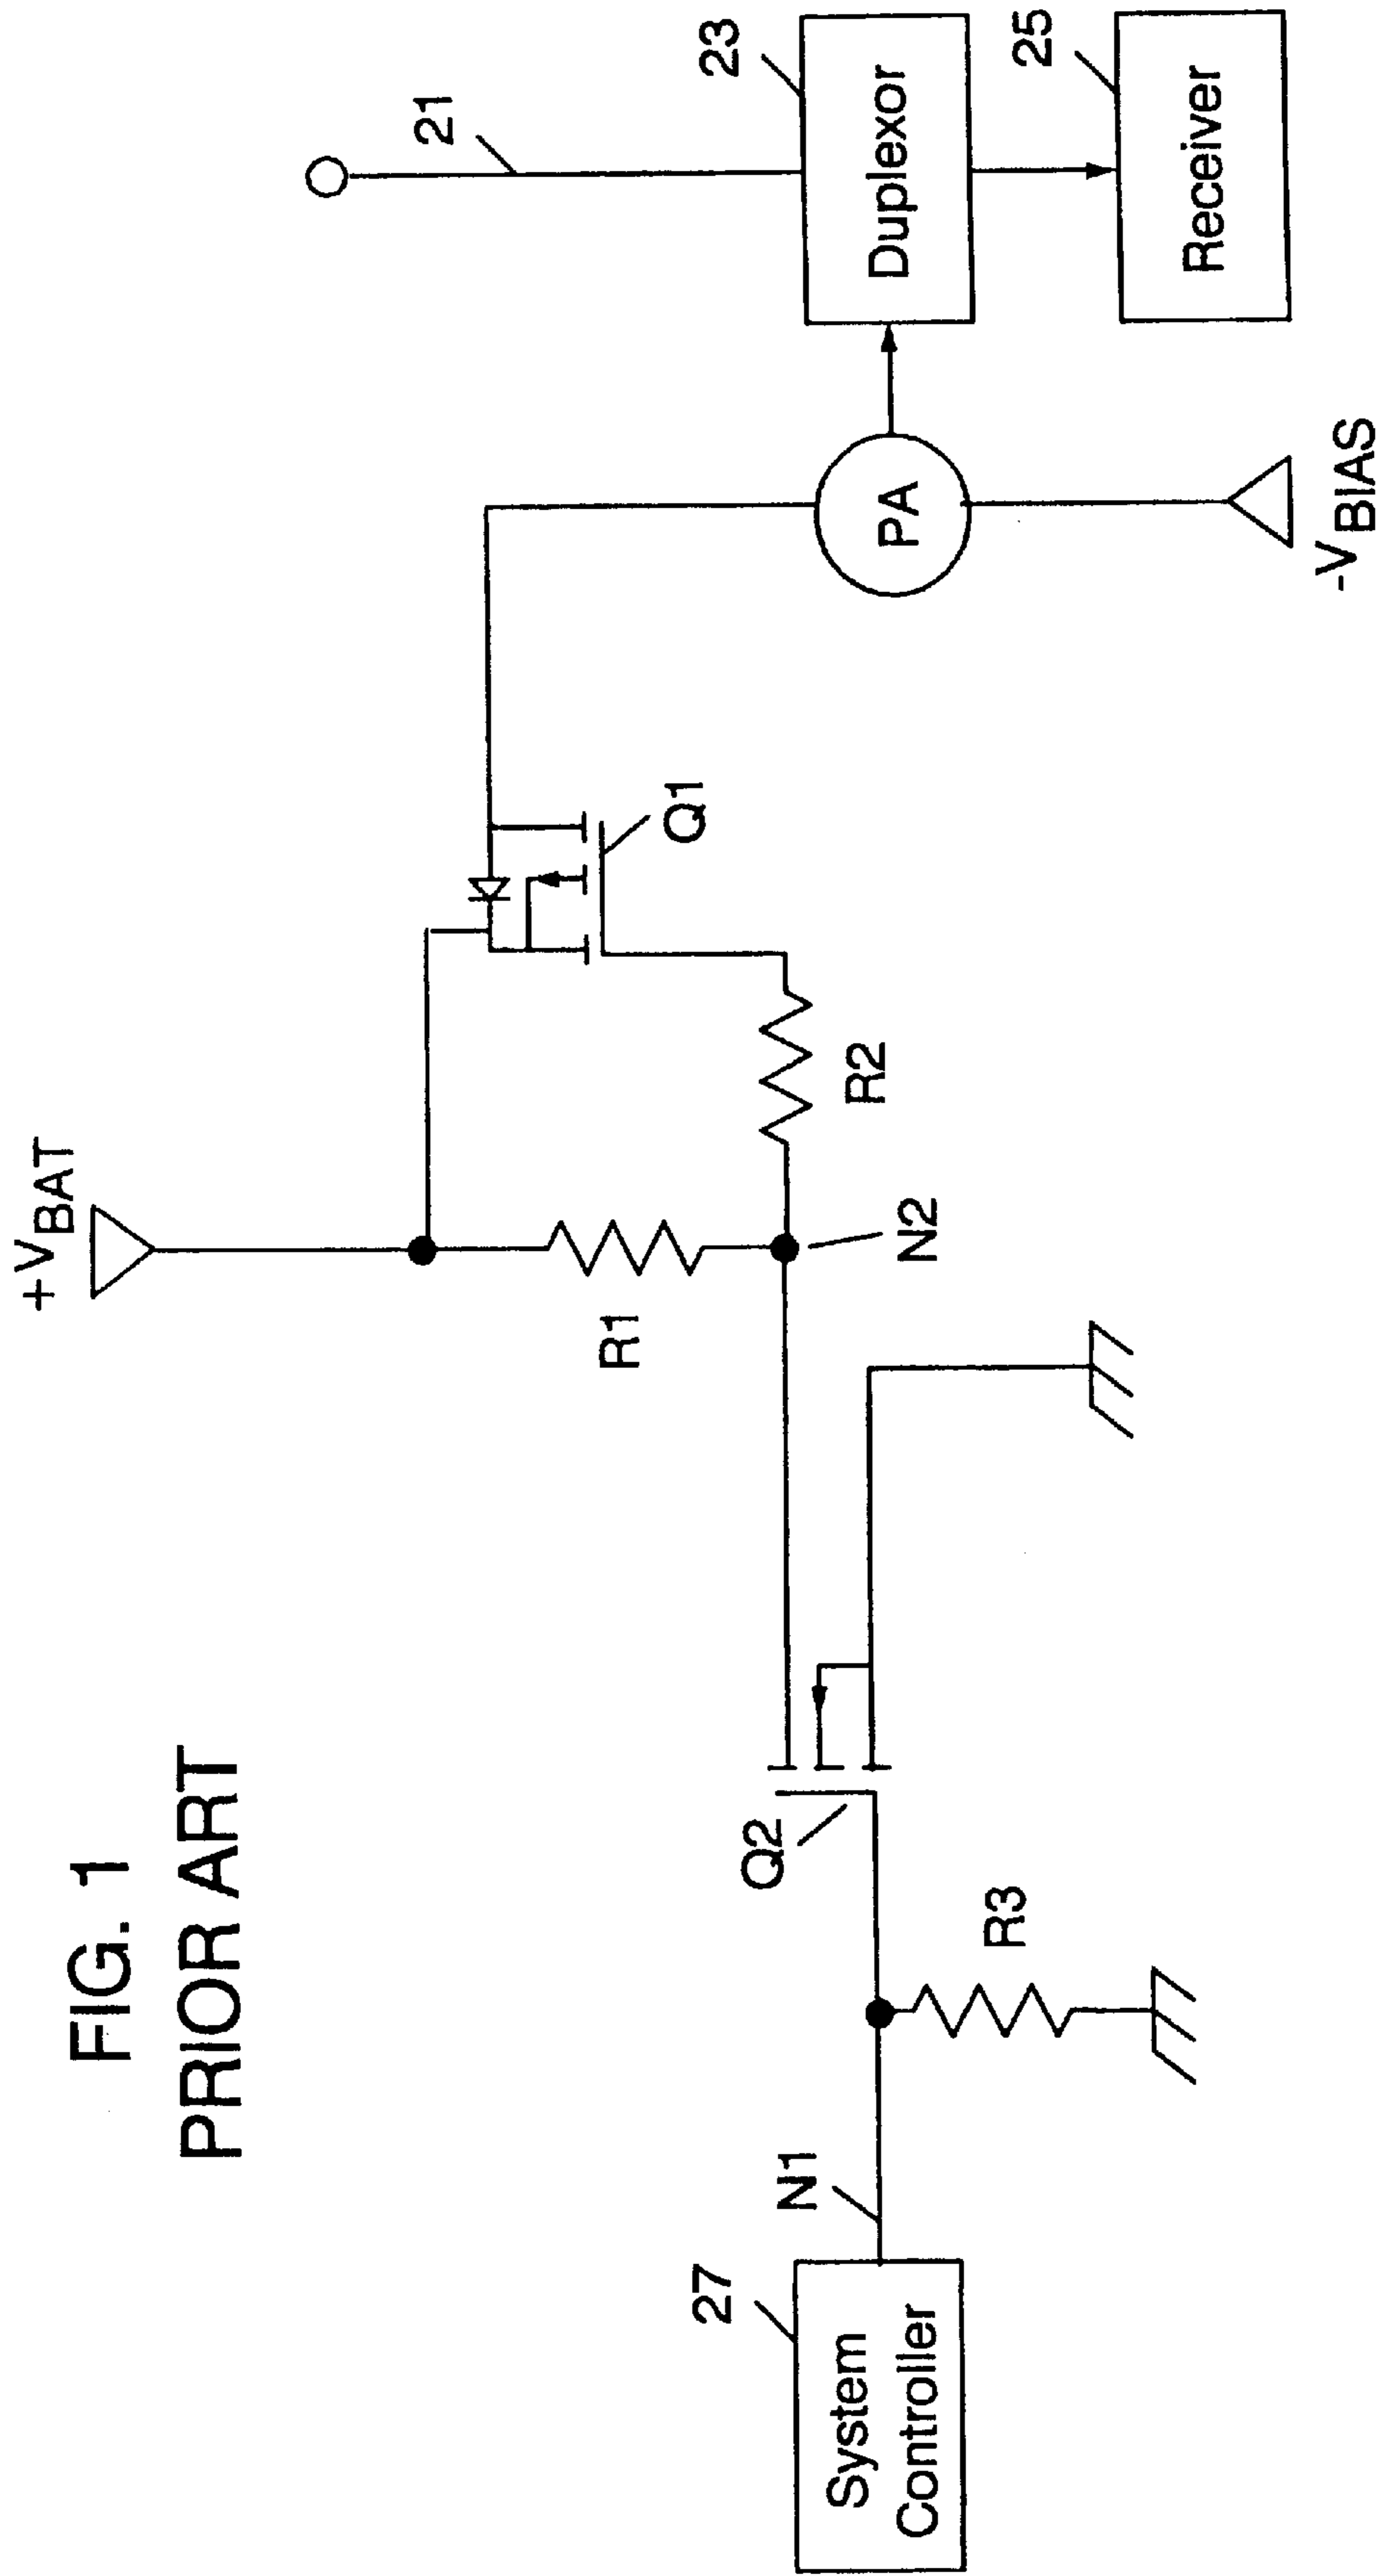 FIG. 1
PRIOR ART
+VBAT
21
R1
Q1
27
System
Controller
N1
Q2
R3
N2
R2
PA
23
Duplexor
25
Receiver
-VBIAS